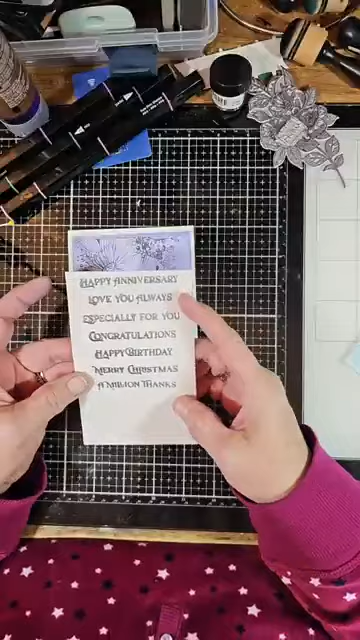 HAPPY ANNIVERSARY
LOVE YOU ALWAYS
ESPECIALLY FOR YOU
CONGRATULATIONS
HAPPY BIRTHDAY
MERRY CHRISTMAS
A MILLION THANKS